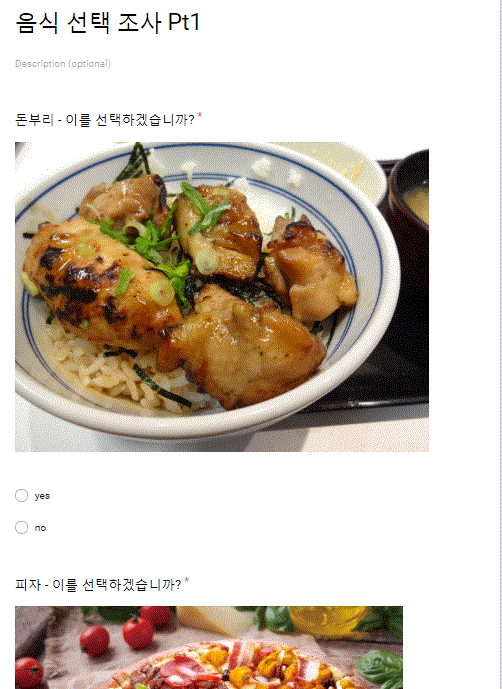 음식 선택 조사 Pt1
Description (optional)
돈부리 - 이를 선택하겠습니까? *
yes
no
피자 - 이를 선택하겠습니까? *